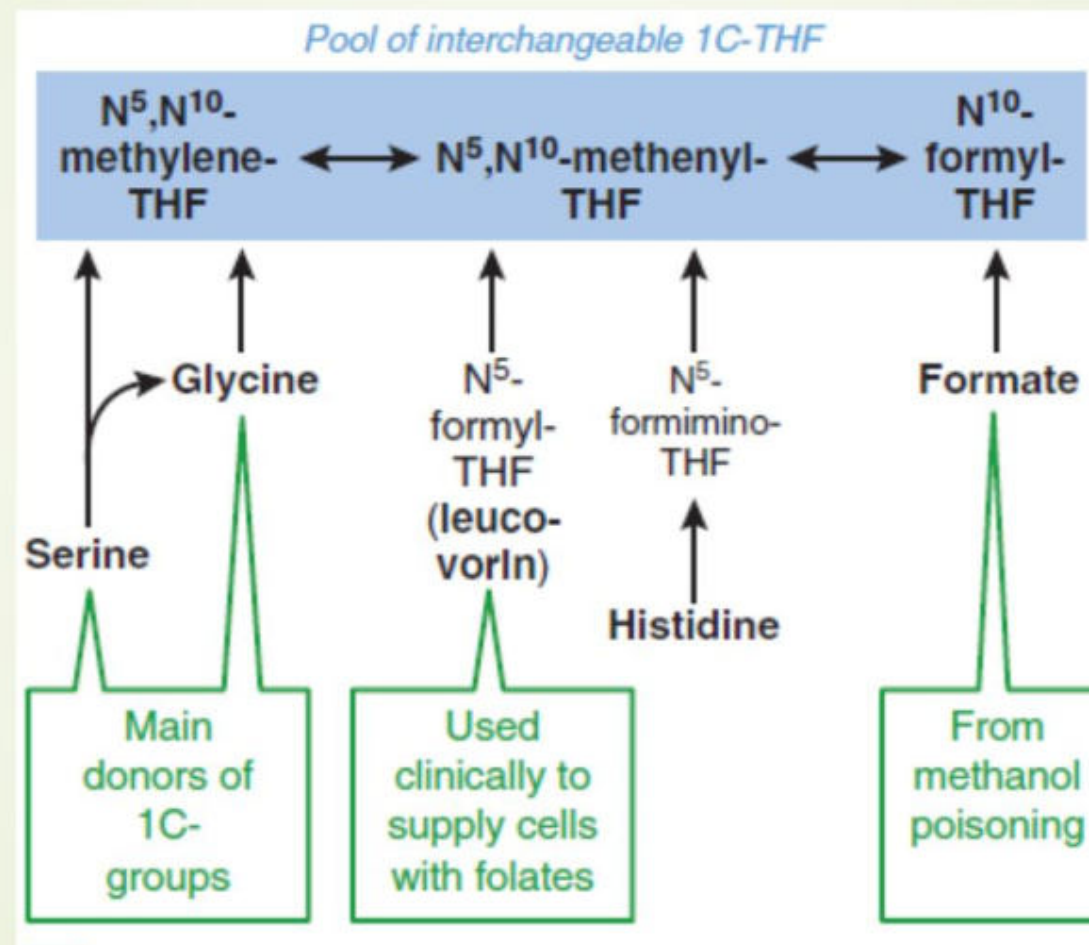 Pool of interchangeable 1C-THF
N⁵,N¹⁰-
methylene-
THF
N⁵,N¹⁰-methenyl-
THF
N¹⁰-
formyl-
THF
Serine
Glycine
N⁵-
formyl-
THF
(leuco-
vorIn)
N⁵-
formimino-
THF
Histidine
Formate
Main
donors of
1C-
groups
Used
clinically to
supply cells
with folates
From
methanol
poisoning